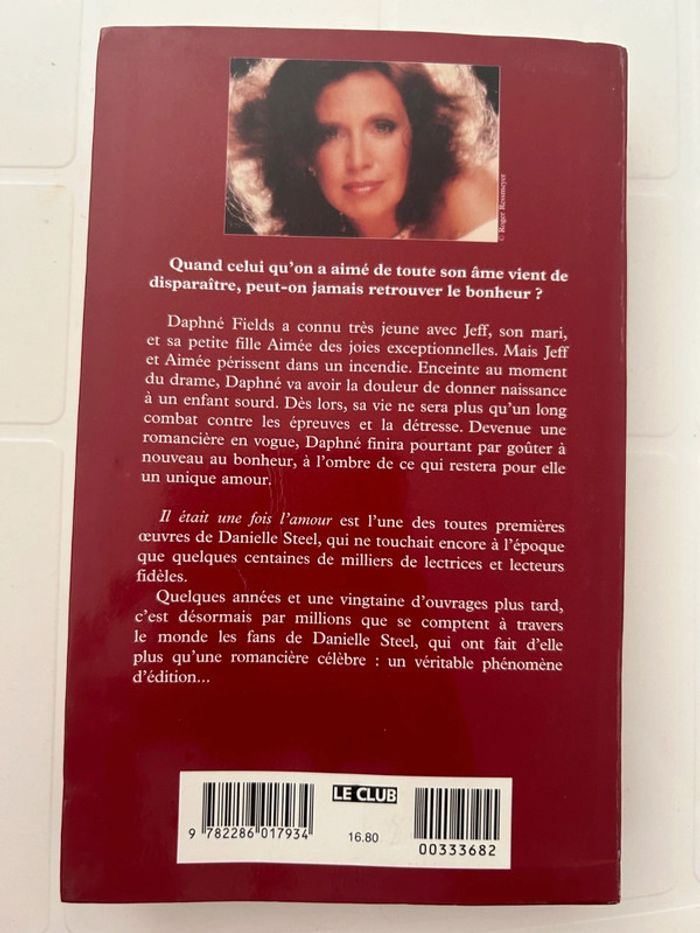 © Roger Ressmeyer
Quand celui qu'on a aimé de toute son âme vient de
disparaître, peut-on jamais retrouver le bonheur ?
Daphné Fields a connu très jeune avec Jeff, son mari,
et sa petite fille Aimée des joies exceptionnelles. Mais Jeff
et Aimée périssent dans un incendie. Enceinte au moment
du drame, Daphné va avoir la douleur de donner naissance
à un enfant sourd. Dès lors, sa vie ne sera plus qu'un long
combat contre les épreuves et la détresse. Devenue une
romancière en vogue, Daphné finira pourtant par goûter à
nouveau au bonheur, à l'ombre de ce qui restera pour elle
un unique amour.
Il était une fois l'amour est l'une des toutes premières
œuvres de Danielle Steel, qui ne touchait encore à l'époque
que quelques centaines de milliers de lectrices et lecteurs
fidèles.
Quelques années et une vingtaine d'ouvrages plus tard,
c'est désormais par millions que se comptent à travers
le monde les fans de Danielle Steel, qui ont fait d'elle
plus qu'une romancière célèbre : un véritable phénomène
d'édition...
LE CLUB
9 782286 017934
16.80
00333682